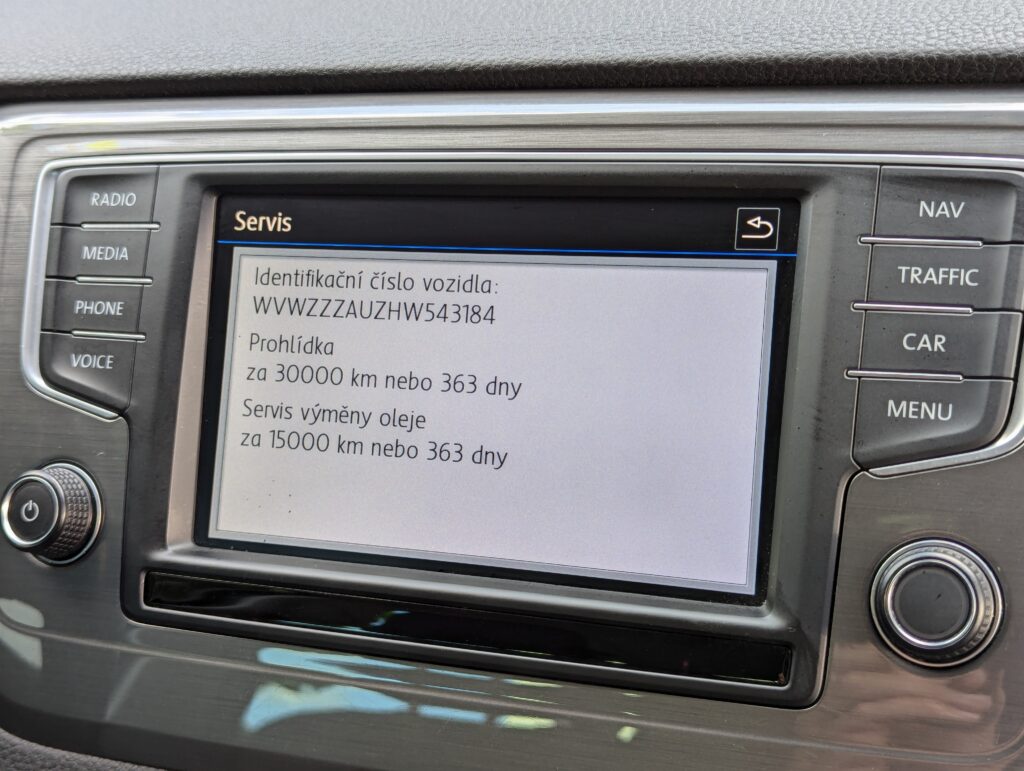 RADIO
MEDIA
PHONE
VOICE
Servis
Identifikační číslo vozidla:
WVWZZZAUZHW543184
Prohlídka
za 30000 km nebo 363 dny
Servis výměny oleje
za 15000 km nebo 363 dny
NAV
TRAFFIC
CAR
MENU